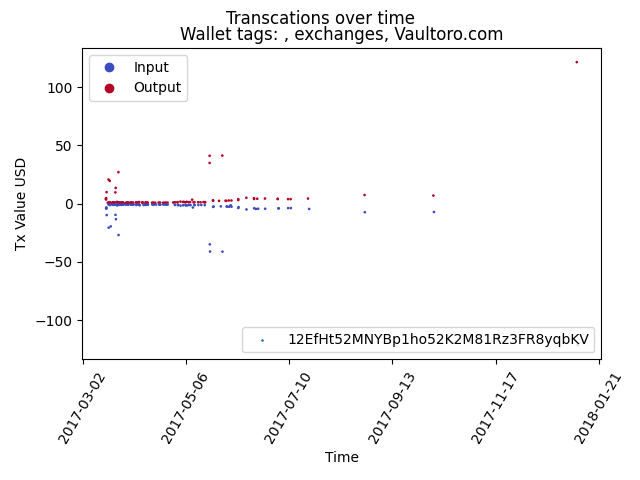 Transcations over time
Wallet tags: , exchanges, Vaultoro.com
Input
Output
Tx Value USD
100
50
0
−50
−100
12EfHt52MNYBp1ho52K2M81Rz3FR8yqbKV
2017-03-02
2017-05-06
2017-07-10
2017-09-13
2017-11-17
2018-01-21
Time